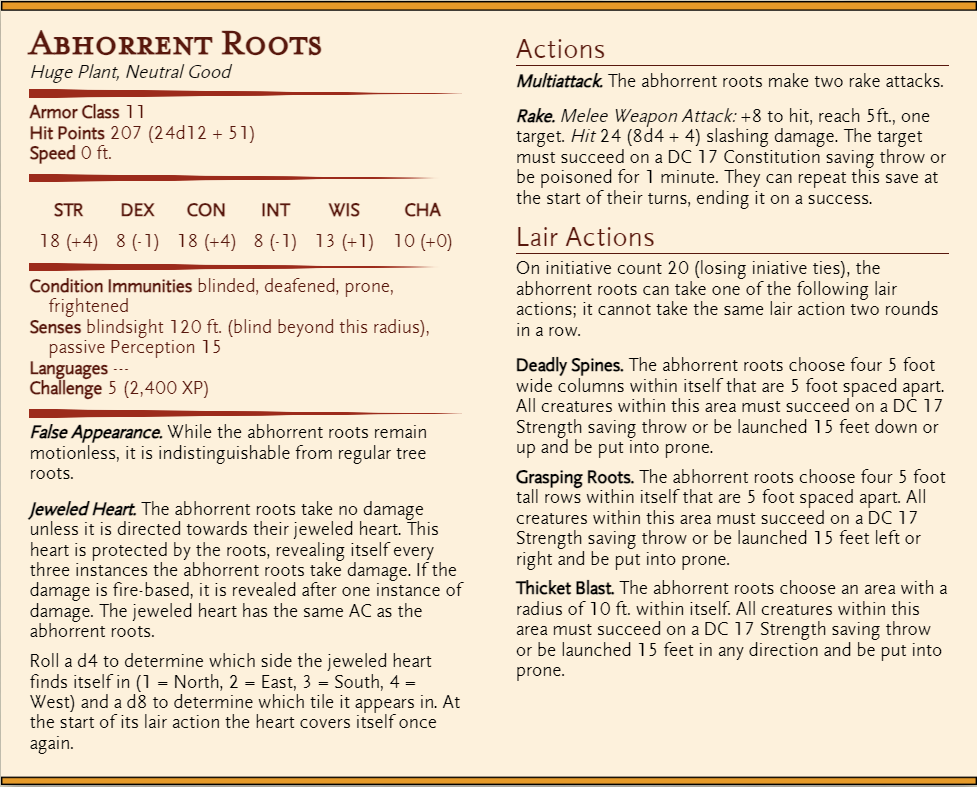 Abhorrent Roots
Huge Plant, Neutral Good
Armor Class 11
Hit Points 207 (24d12 + 51)
Speed 0 ft.
STR DEX CON INT WIS CHA
18 (+4) 8 (-1) 18 (+4) 8 (-1) 13 (+1) 10 (+0)
Condition Immunities blinded, deafened, prone,
frightened
Senses blindsight 120 ft. (blind beyond this radius),
passive Perception 15
Languages ---
Challenge 5 (2,400 XP)
False Appearance. While the abhorrent roots remain
motionless, it is indistinguishable from regular tree
roots.
Jeweled Heart. The abhorrent roots take no damage
unless it is directed towards their jeweled heart. This
heart is protected by the roots, revealing itself every
three instances the abhorrent roots take damage. If the
damage is fire-based, it is revealed after one instance of
damage. The jeweled heart has the same AC as the
abhorrent roots.
Roll a d4 to determine which side the jeweled heart
finds itself in (1 = North, 2 = East, 3 = South, 4 =
West) and a d8 to determine which tile it appears in. At
the start of its lair action the heart covers itself once
again.
Actions
Multiattack. The abhorrent roots make two rake attacks.
Rake. Melee Weapon Attack: +8 to hit, reach 5ft., one
target. Hit 24 (8d4 + 4) slashing damage. The target
must succeed on a DC 17 Constitution saving throw or
be poisoned for 1 minute. They can repeat this save at
the start of their turns, ending it on a success.
Lair Actions
On initiative count 20 (losing iniative ties), the
abhorrent roots can take one of the following lair
actions; it cannot take the same lair action two rounds
in a row.
Deadly Spines. The abhorrent roots choose four 5 foot
wide columns within itself that are 5 foot spaced apart.
All creatures within this area must succeed on a DC 17
Strength saving throw or be launched 15 feet down or
up and be put into prone.
Grasping Roots. The abhorrent roots choose four 5 foot
tall rows within itself that are 5 foot spaced apart. All
creatures within this area must succeed on a DC 17
Strength saving throw or be launched 15 feet left or
right and be put into prone.
Thicket Blast. The abhorrent roots choose an area with a
radius of 10 ft. within itself. All creatures within this
area must succeed on a DC 17 Strength saving throw
or be launched 15 feet in any direction and be put into
prone.